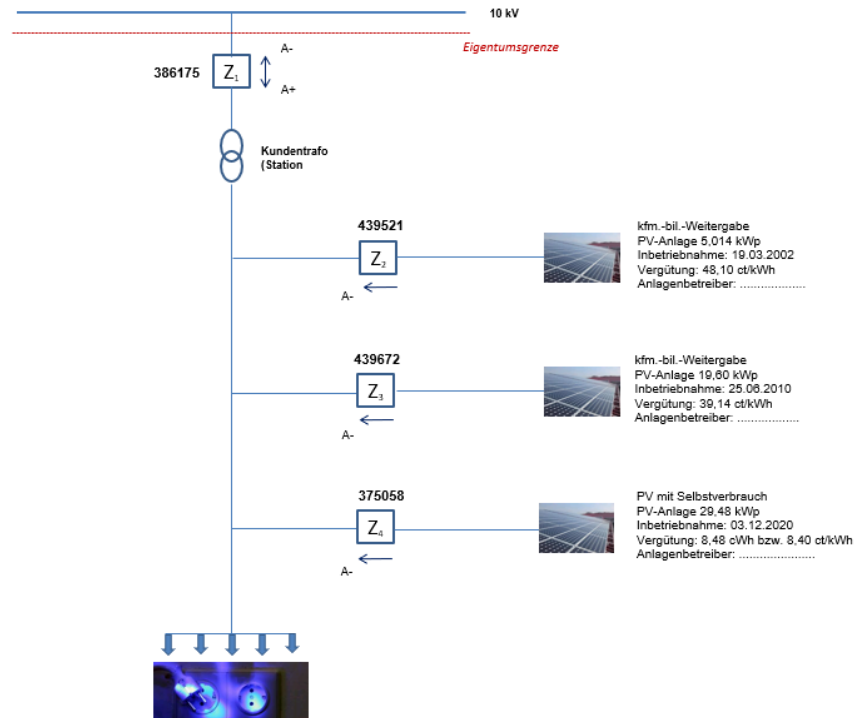 10 kV
Eigentumsgrenze
A-
386175
Z1
A+
Kundentrafo
(Station
439521
Z2
A-
kfm.-bil.-Weitergabe
PV-Anlage 5,014 kWp
Inbetriebnahme: 19.03.2002
Vergütung: 48,10 ct/kWh
Anlagenbetreiber: ...................
439672
Z3
A-
kfm.-bil.-Weitergabe
PV-Anlage 19,60 kWp
Inbetriebnahme: 25.06.2010
Vergütung: 39,14 ct/kWh
Anlagenbetreiber: ..................
375058
Z4
A-
PV mit Selbstverbrauch
PV-Anlage 29,48 kWp
Inbetriebnahme: 03.12.2020
Vergütung: 8,48 cWh bzw. 8,40 ct/kWh
Anlagenbetreiber: ......................